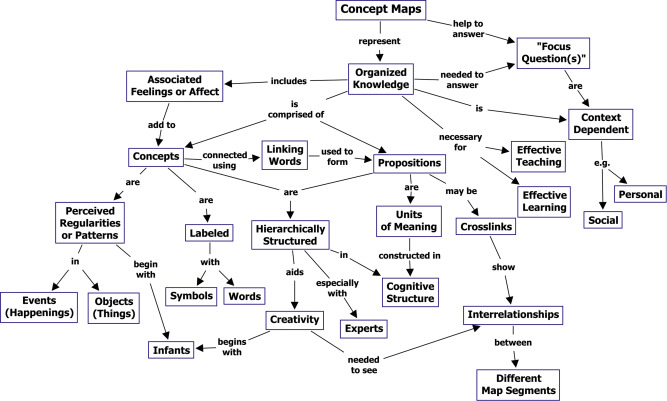 Concept Maps
help to
answer
represent
"Focus
Question(s)"
Organized
Knowledge
needed to
answer
includes
Associated
Feelings or Affect
are
is
comprised of
is
Context
Dependent
add to
necessary
for
Concepts
connected
using
Linking
Words
used to
form
Propositions
Effective
Teaching
e.g.
Personal
are
are
are
are
may be
Effective
Learning
Social
Perceived
Regularities
or Patterns
Labeled
Hierarchically
Structured
Units
of Meaning
Crosslinks
in
begin
with
with
aids
in
constructed in
show
especially
with
Events
(Happenings)
Objects
(Things)
Symbols
Words
Cognitive
Structure
Creativity
Experts
Interrelationships
Infants
begins
with
needed
to see
between
Different
Map Segments